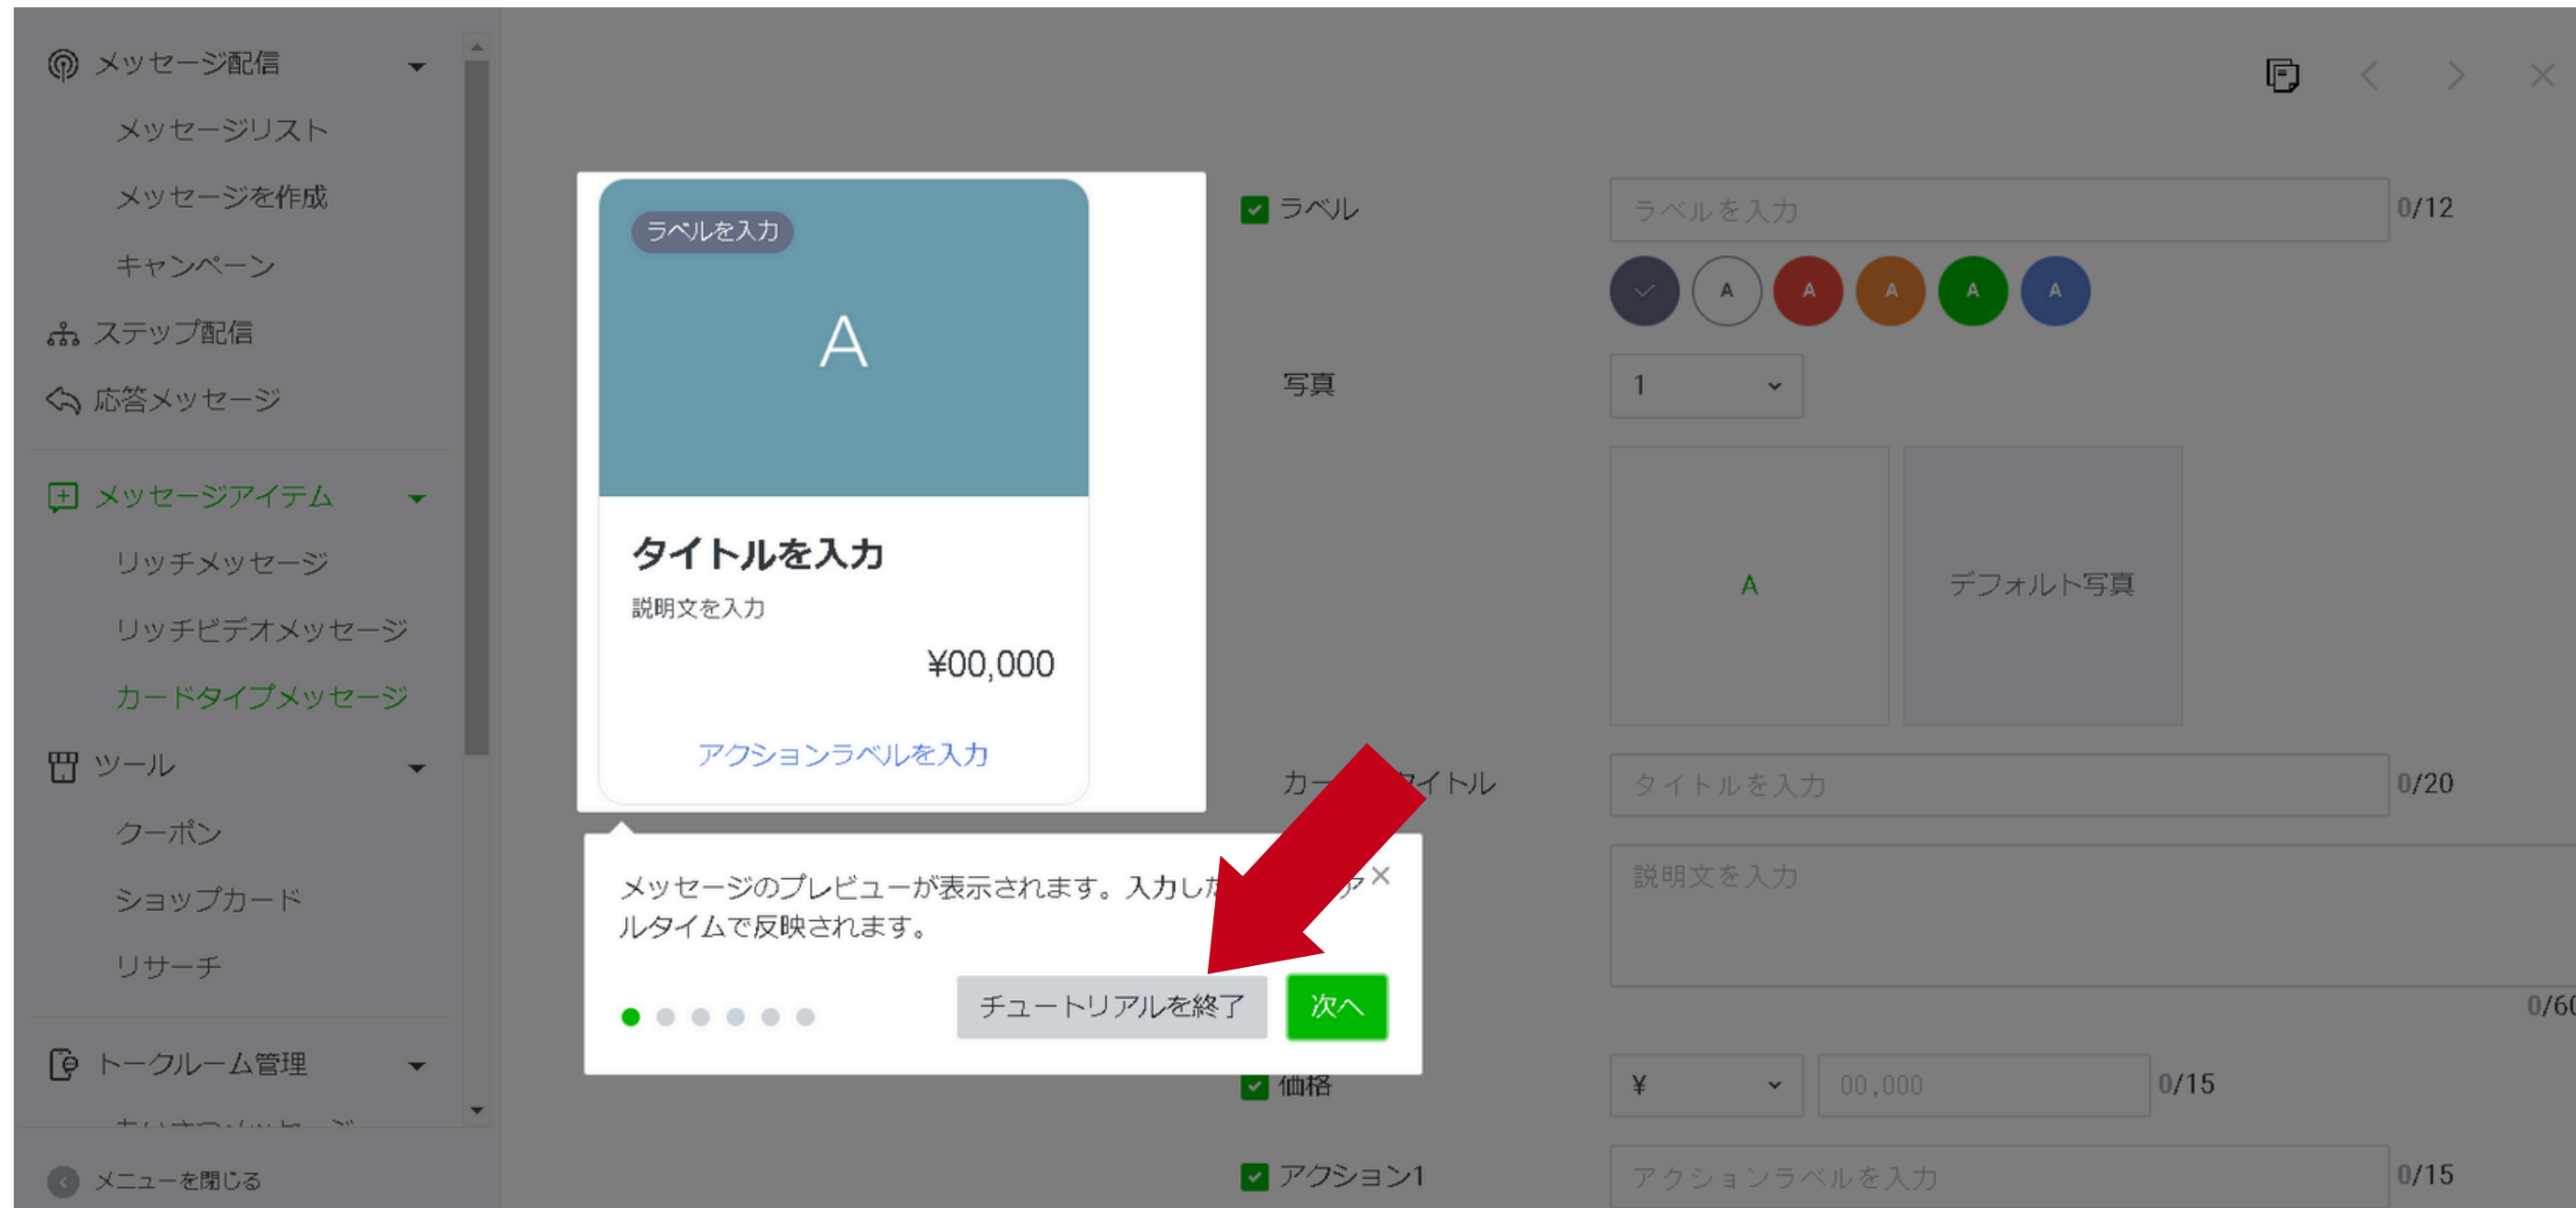 メッセージ配信
メッセージリスト
メッセージを作成
キャンペーン
ステップ配信
応答メッセージ
メッセージアイテム
リッチメッセージ
リッチビデオメッセージ
カードタイプメッセージ
ツール
クーポン
ショップカード
リサーチ
トークルーム管理
メニューを閉じる
ラベルを入力
A
タイトルを入力
説明文を入力
¥00,000
アクションラベルを入力
メッセージのプレビューが表示されます。入力した
ルタイムで反映されます。
チュートリアルを終了 次へ
ラベル ラベルを入力 0/12
A A A A A
写真 1
A デフォルト写真
タイトルを入力 0/20
説明文を入力
価格 ¥ 00,000 0/15
アクション1 アクションラベルを入力 0/15